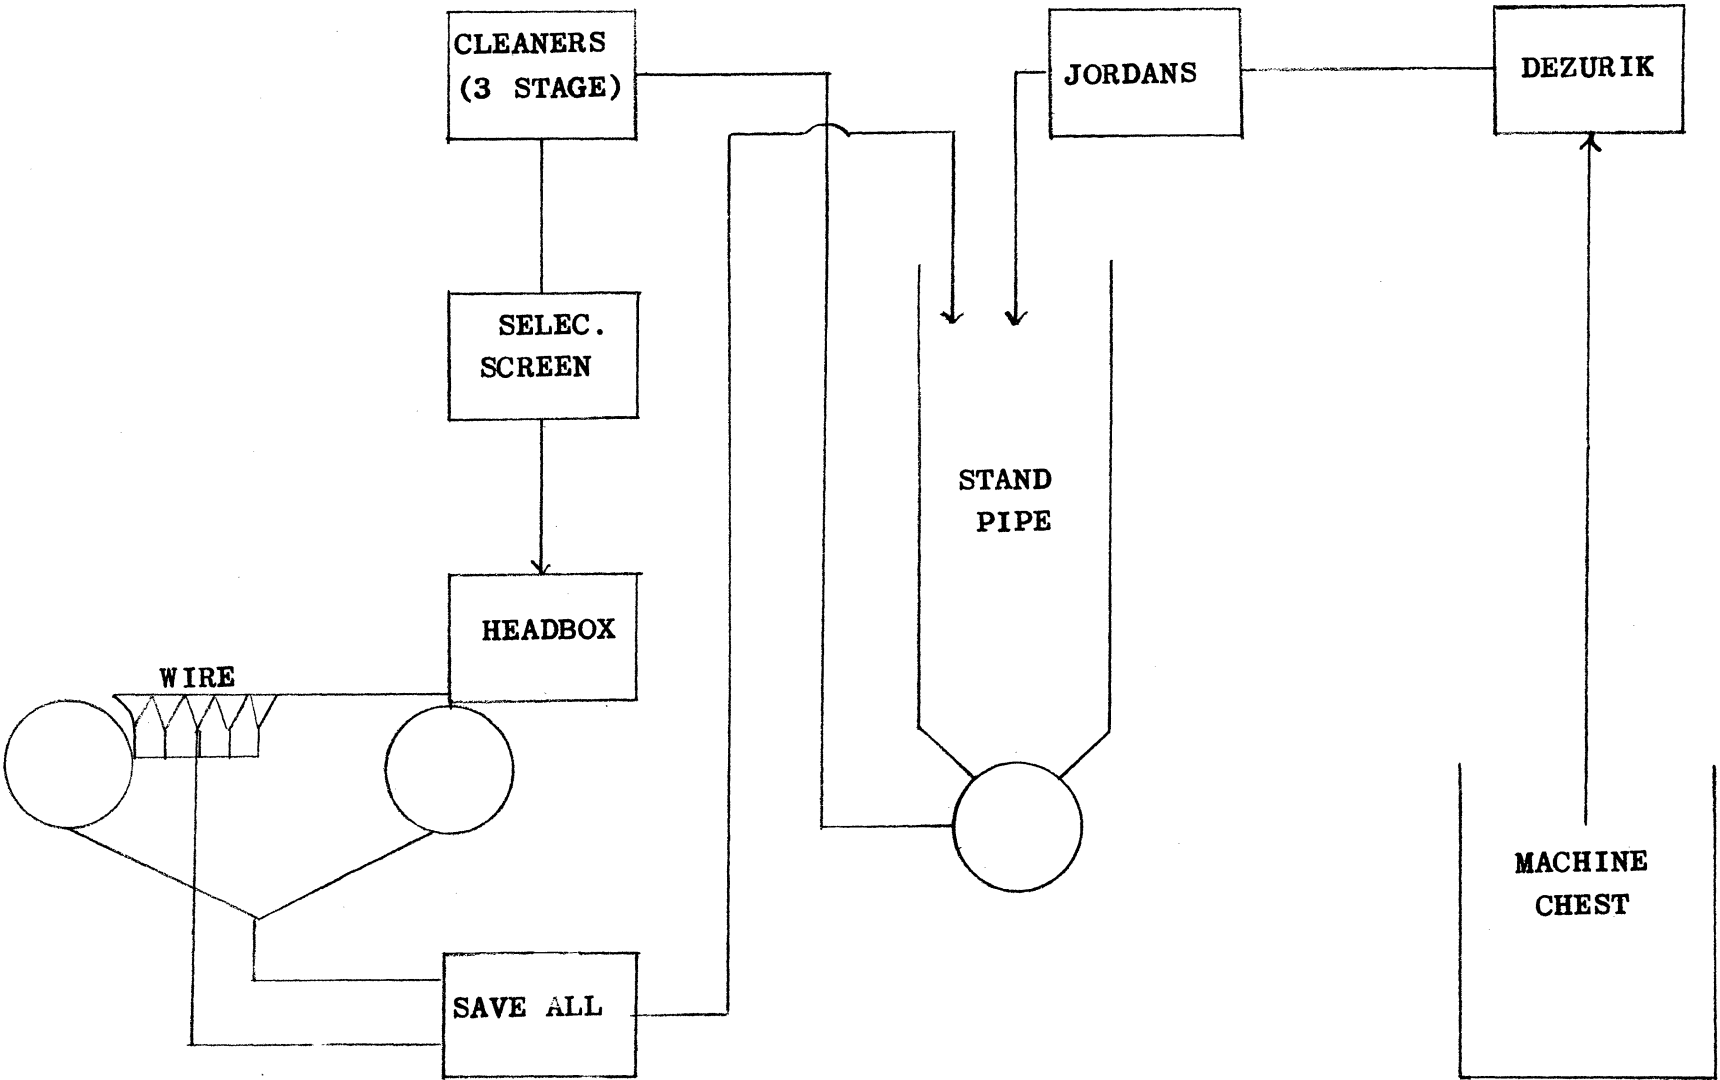 CLEANERS
(3 STAGE)
JORDANS
DEZURIK
SELEC.
SCREEN
STAND
PIPE
HEADBOX
WIRE
MACHINE
CHEST
SAVE ALL